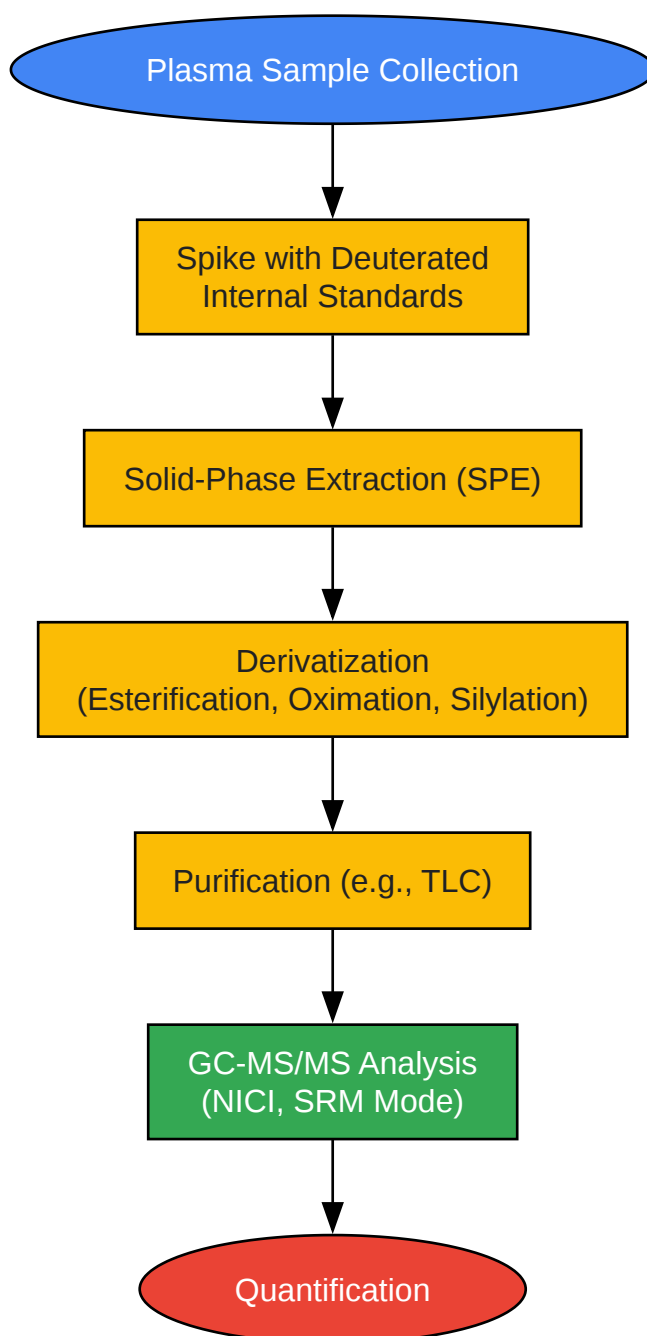 Plasma Sample Collection
Spike with Deuterated
Internal Standards
Solid-Phase Extraction (SPE)
Derivatization
(Esterification, Oximation, Silylation)
Purification (e.g., TLC)
GC-MS/MS Analysis
(NICI, SRM Mode)
Quantification